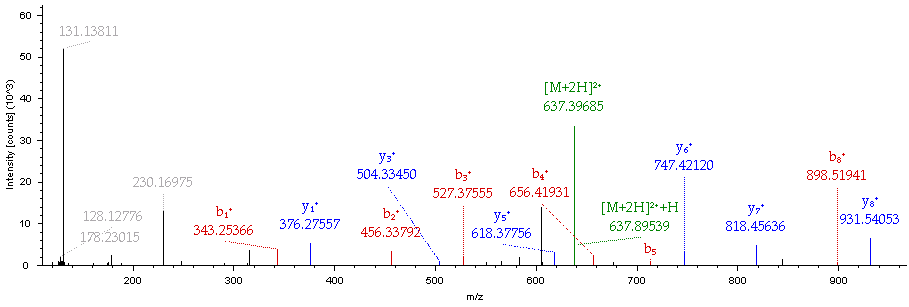 60
131.13811
50
[M+2H]²⁺
637.39685
40
y₃⁺
504.33450
y₆⁺
747.42120
b₈⁺
898.51941
30
b₃⁺
527.37555
b₄⁺
656.41931
20
230.16975
[M+2H]²⁺+H
637.89539
b₁⁺
343.25366
y₁⁺
376.27557
b₂⁺
456.33792
y₅⁺
618.37756
y₇⁺
818.45636
y₈⁺
931.54053
128.12776
178.23015
10
b₅
0
Intensity [counts] (10^3)
200
300
400
500
600
700
800
900
m/z